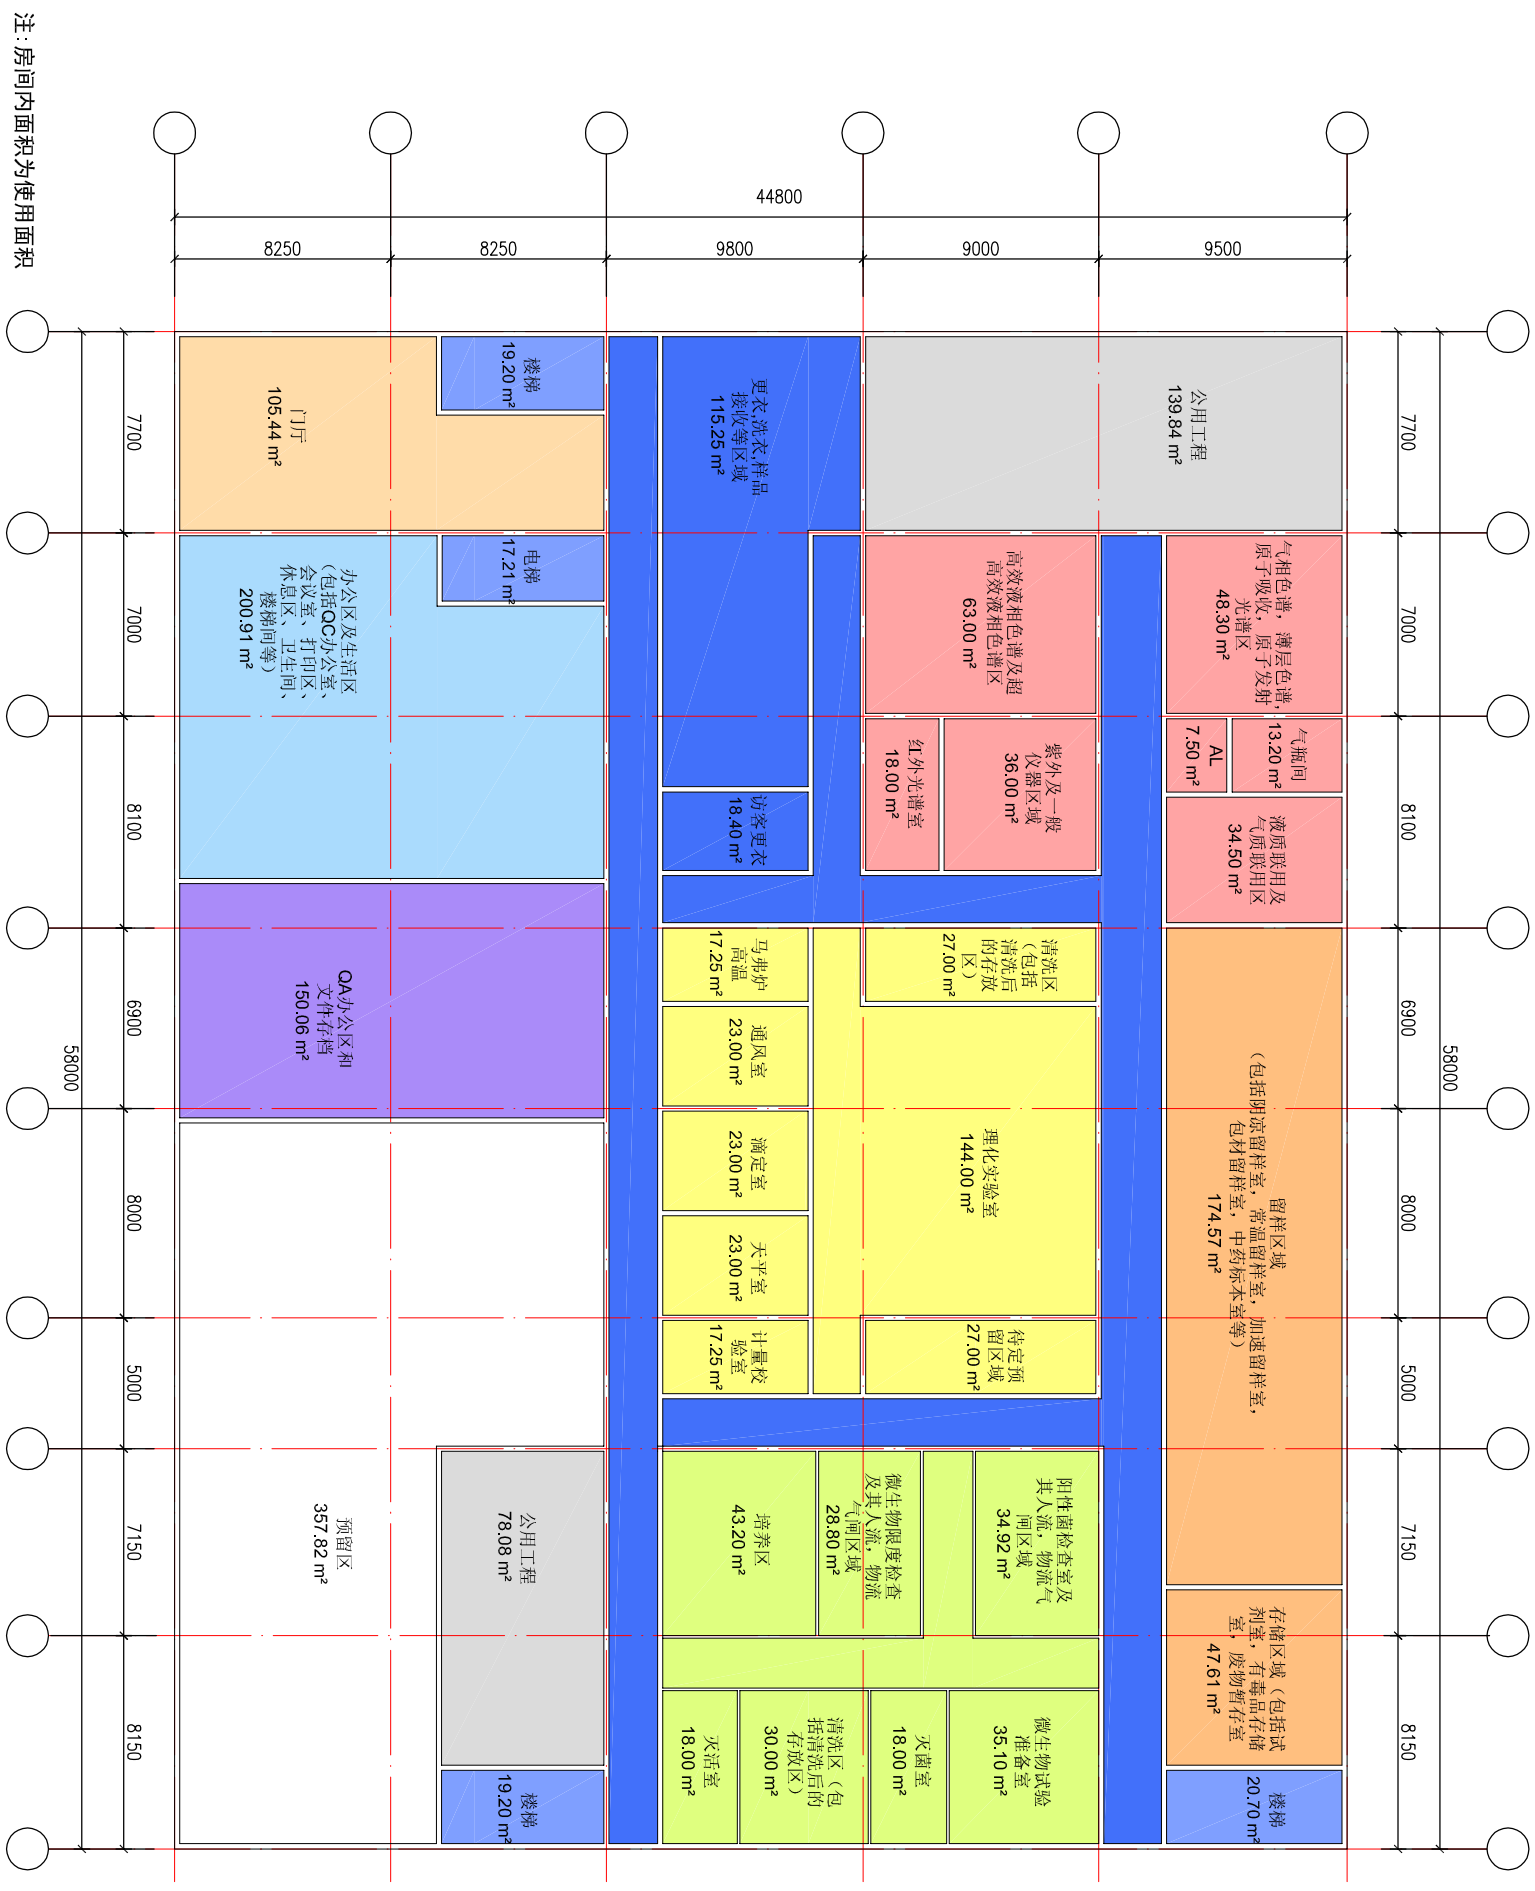 注：房间内面积为使用面积
44800
8250
8250
9800
9000
9500
7700
7000
8100
6900
8000
5000
7150
8150
58000
7700
7000
8100
6900
8000
5000
7150
8150
58000
公用工程
139.84 m²
气相色谱，薄层色谱，
原子吸收，原子发射
光谱区
48.30 m²
气瓶间
13.20 m²
AL
7.50 m²
液质联用及
气质联用区
34.50 m²
留样区域
（包括阴凉留样室，常温留样室，加速留样室，
包材留样室，中药标本室等）
174.57 m²
存储区域（包括试
剂室，有毒品存储
室，废物暂存室
47.61 m²
楼梯
20.70 m²
高效液相色谱及超
高效液相色谱区
63.00 m²
紫外及一般
仪器区域
36.00 m²
红外光谱室
18.00 m²
清洗区
（包括
清洗后
的存放
区）
27.00 m²
理化实验室
144.00 m²
待定预
留区域
27.00 m²
阳性菌检查室及
其人流，物流气
闸区域
34.92 m²
微生物限度检查
及其人流，物流
气闸区域
28.80 m²
培养区
43.20 m²
微生物试验
准备室
35.10 m²
灭菌室
18.00 m²
清洗区（包
括清洗后的
存放区）
30.00 m²
灭活室
18.00 m²
更衣,洗衣,样品
接收等区域
115.25 m²
访客更衣
18.40 m²
马弗炉
高温
17.25 m²
通风室
23.00 m²
滴定室
23.00 m²
天平室
23.00 m²
计量校
验室
17.25 m²
楼梯
19.20 m²
门厅
105.44 m²
电梯
17.21 m²
办公区及生活区
（包括QC办公室、
会议室、打印区、
休息区、卫生间、
楼梯间等）
200.91 m²
QA办公区和
文件存档
150.06 m²
公用工程
78.08 m²
预留区
357.82 m²
楼梯
19.20 m²